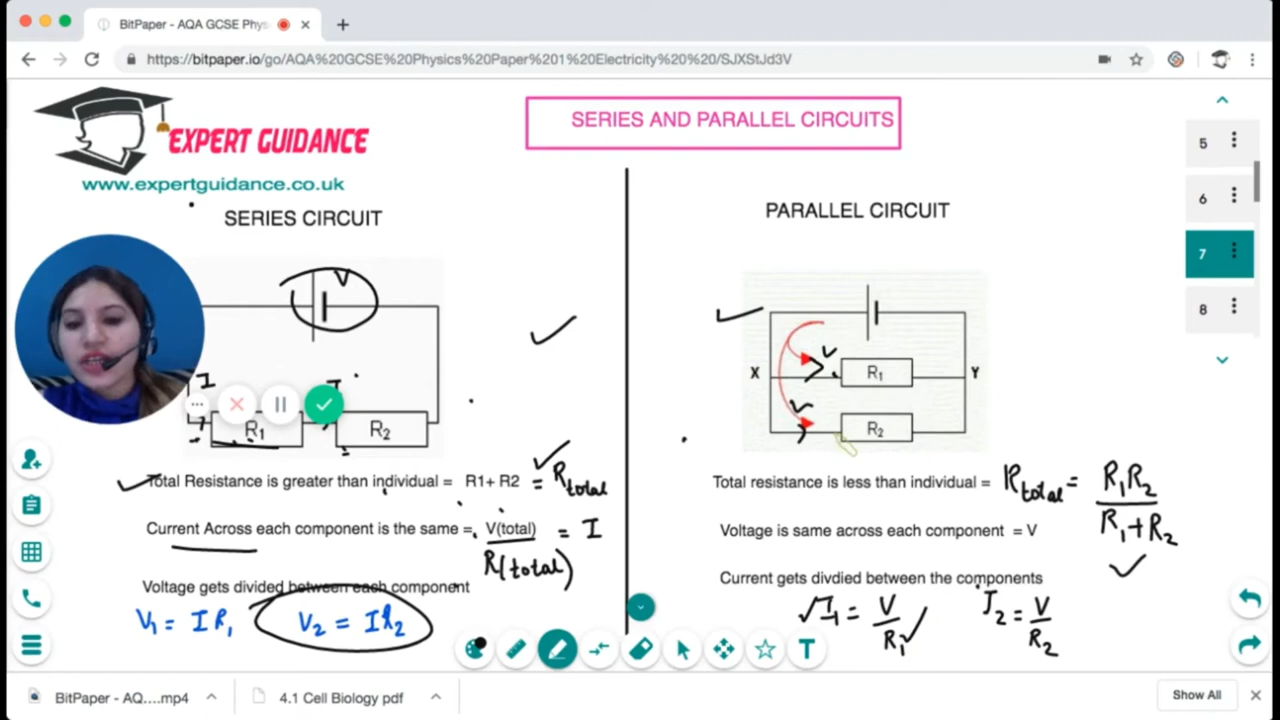 BitPaper - AQA GCSE Phys
https://bitpaper.io/go/AQA%20GCSE%20Physics%20Paper%201%20Electricity%20%20/SJXStJd3V
EXPERT GUIDANCE
www.expertguidance.co.uk
SERIES AND PARALLEL CIRCUITS
SERIES CIRCUIT
V
I
I
R1
R2
Total Resistance is greater than individual = R1+ R2 = Rtotal
Current Across each component is the same = V(total) = I
R(total)
Voltage gets divided between each component
V1 = IR1 V2 = IR2
PARALLEL CIRCUIT
X
Y
R1
R2
Total resistance is less than individual = Rtotal = R1R2
R1+R2
Voltage is same across each component = V
Current gets divdied between the components
I1 = V
R1
I2 = V
R2
5
6
7
8
T
BitPaper - AQ....mp4
4.1 Cell Biology pdf
Show All